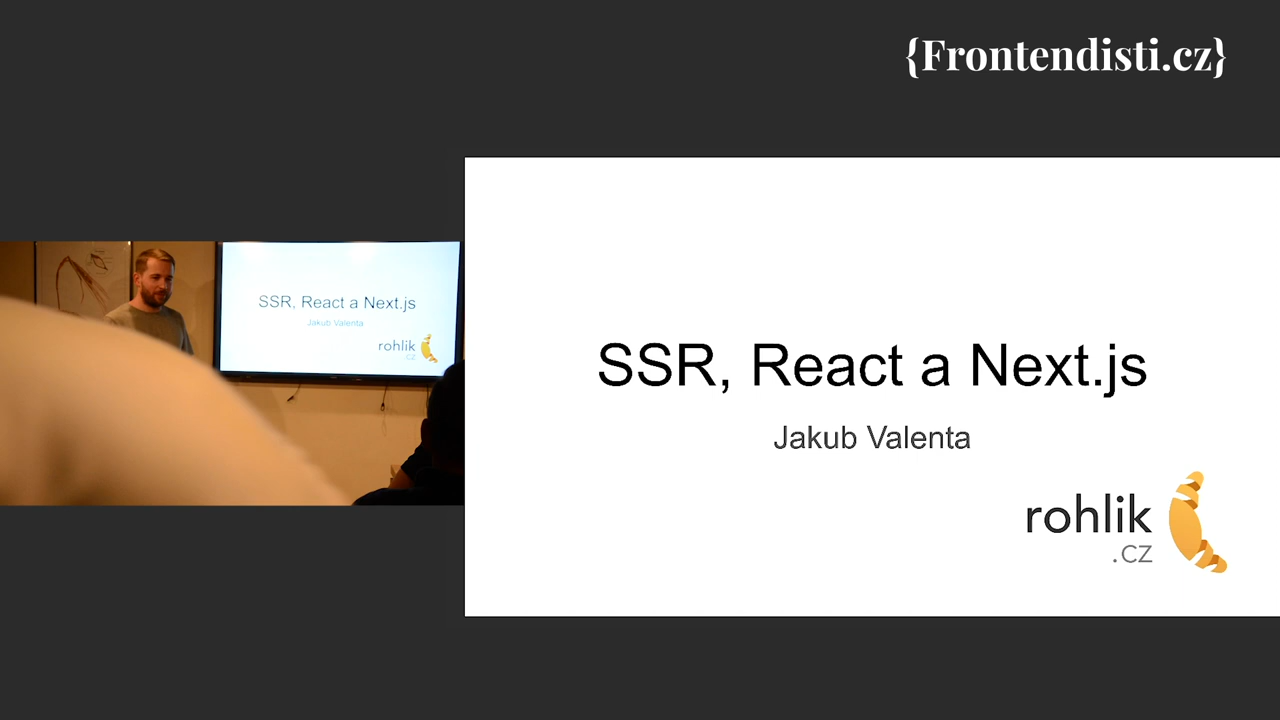 {Frontendisti.cz}
SSR, React a Next.js
Jakub Valenta
rohlik
.cz
SSR, React a Next.js
Jakub Valenta
rohlik
.cz